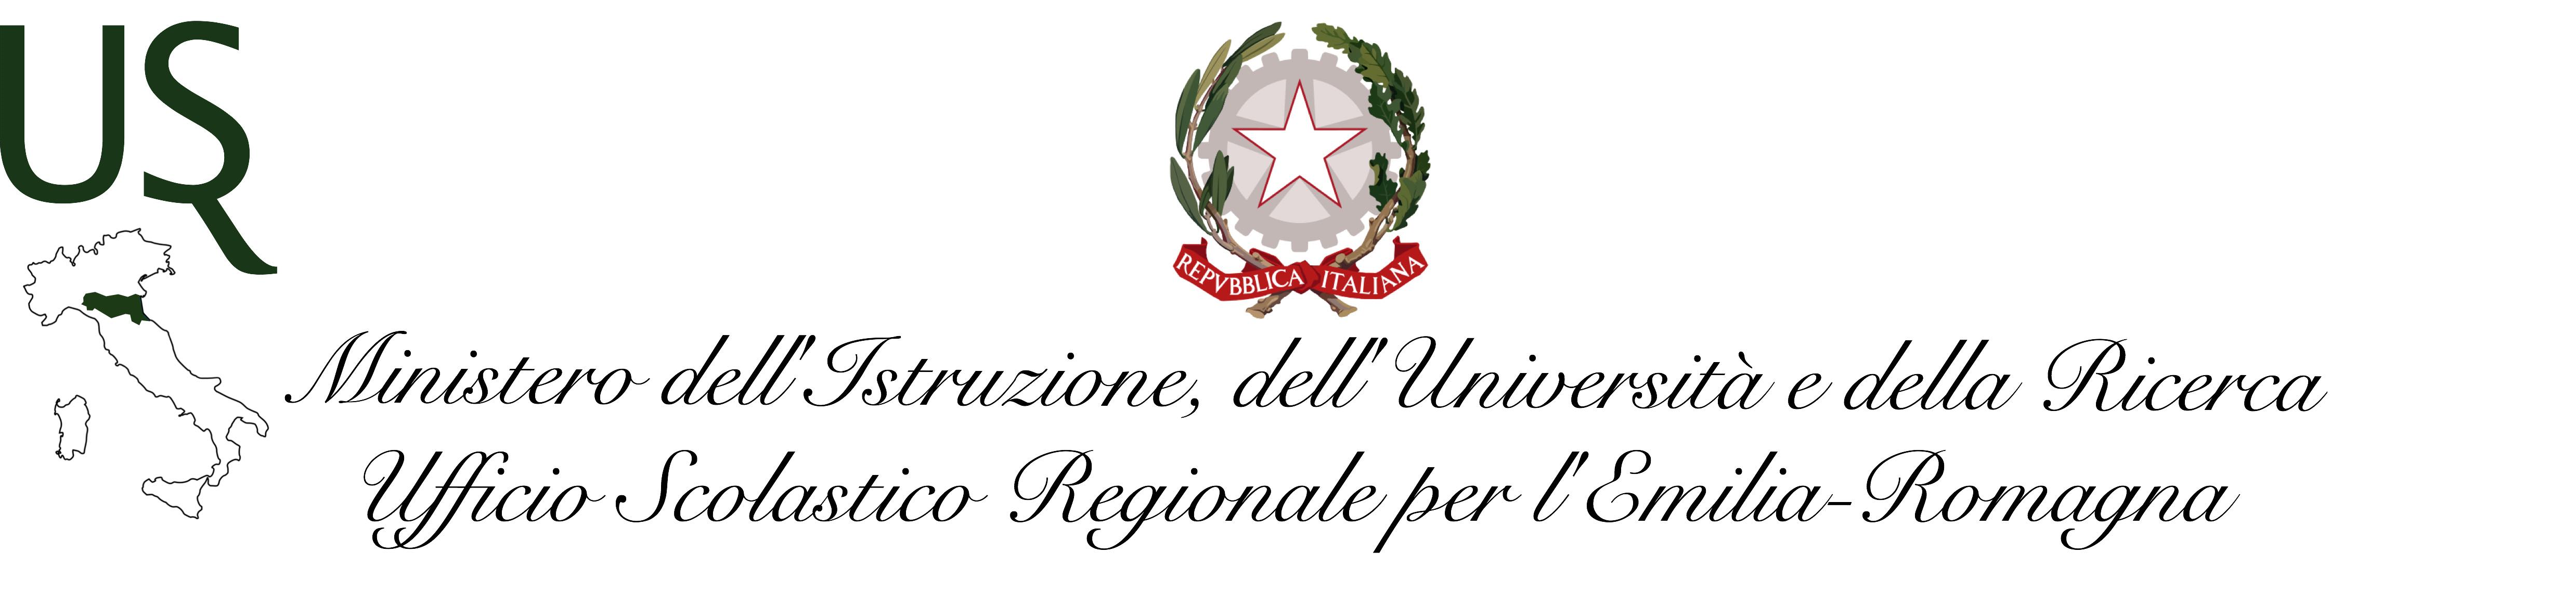 USR
REPVBBLICA ITALIANA
Ministero dell'Istruzione, dell'Università e della Ricerca
Ufficio Scolastico Regionale per l'Emilia-Romagna